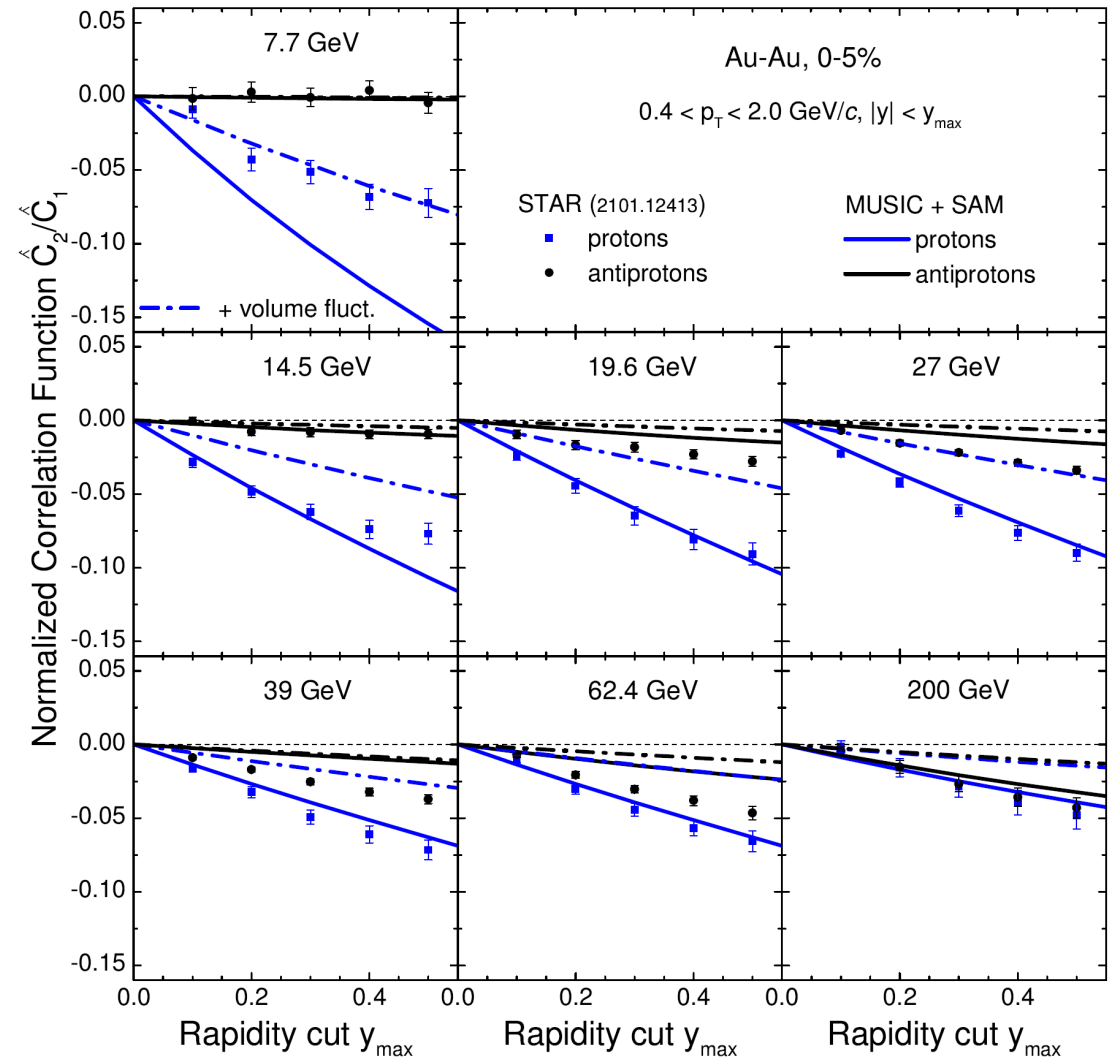 Normalized Correlation Function Ĉ₂/Ĉ₁
0.05
0.00
-0.05
-0.10
-0.15
7.7 GeV
+ volume fluct.
Au-Au, 0-5%
0.4 < p_T < 2.0 GeV/c, |y| < y_max
STAR (2101.12413)
protons
antiprotons
MUSIC + SAM
protons
antiprotons
0.05
0.00
-0.05
-0.10
-0.15
14.5 GeV
19.6 GeV
27 GeV
0.05
0.00
-0.05
-0.10
-0.15
39 GeV
62.4 GeV
200 GeV
0.0 0.2 0.4 0.0 0.2 0.4 0.0 0.2 0.4
Rapidity cut y_max Rapidity cut y_max Rapidity cut y_max